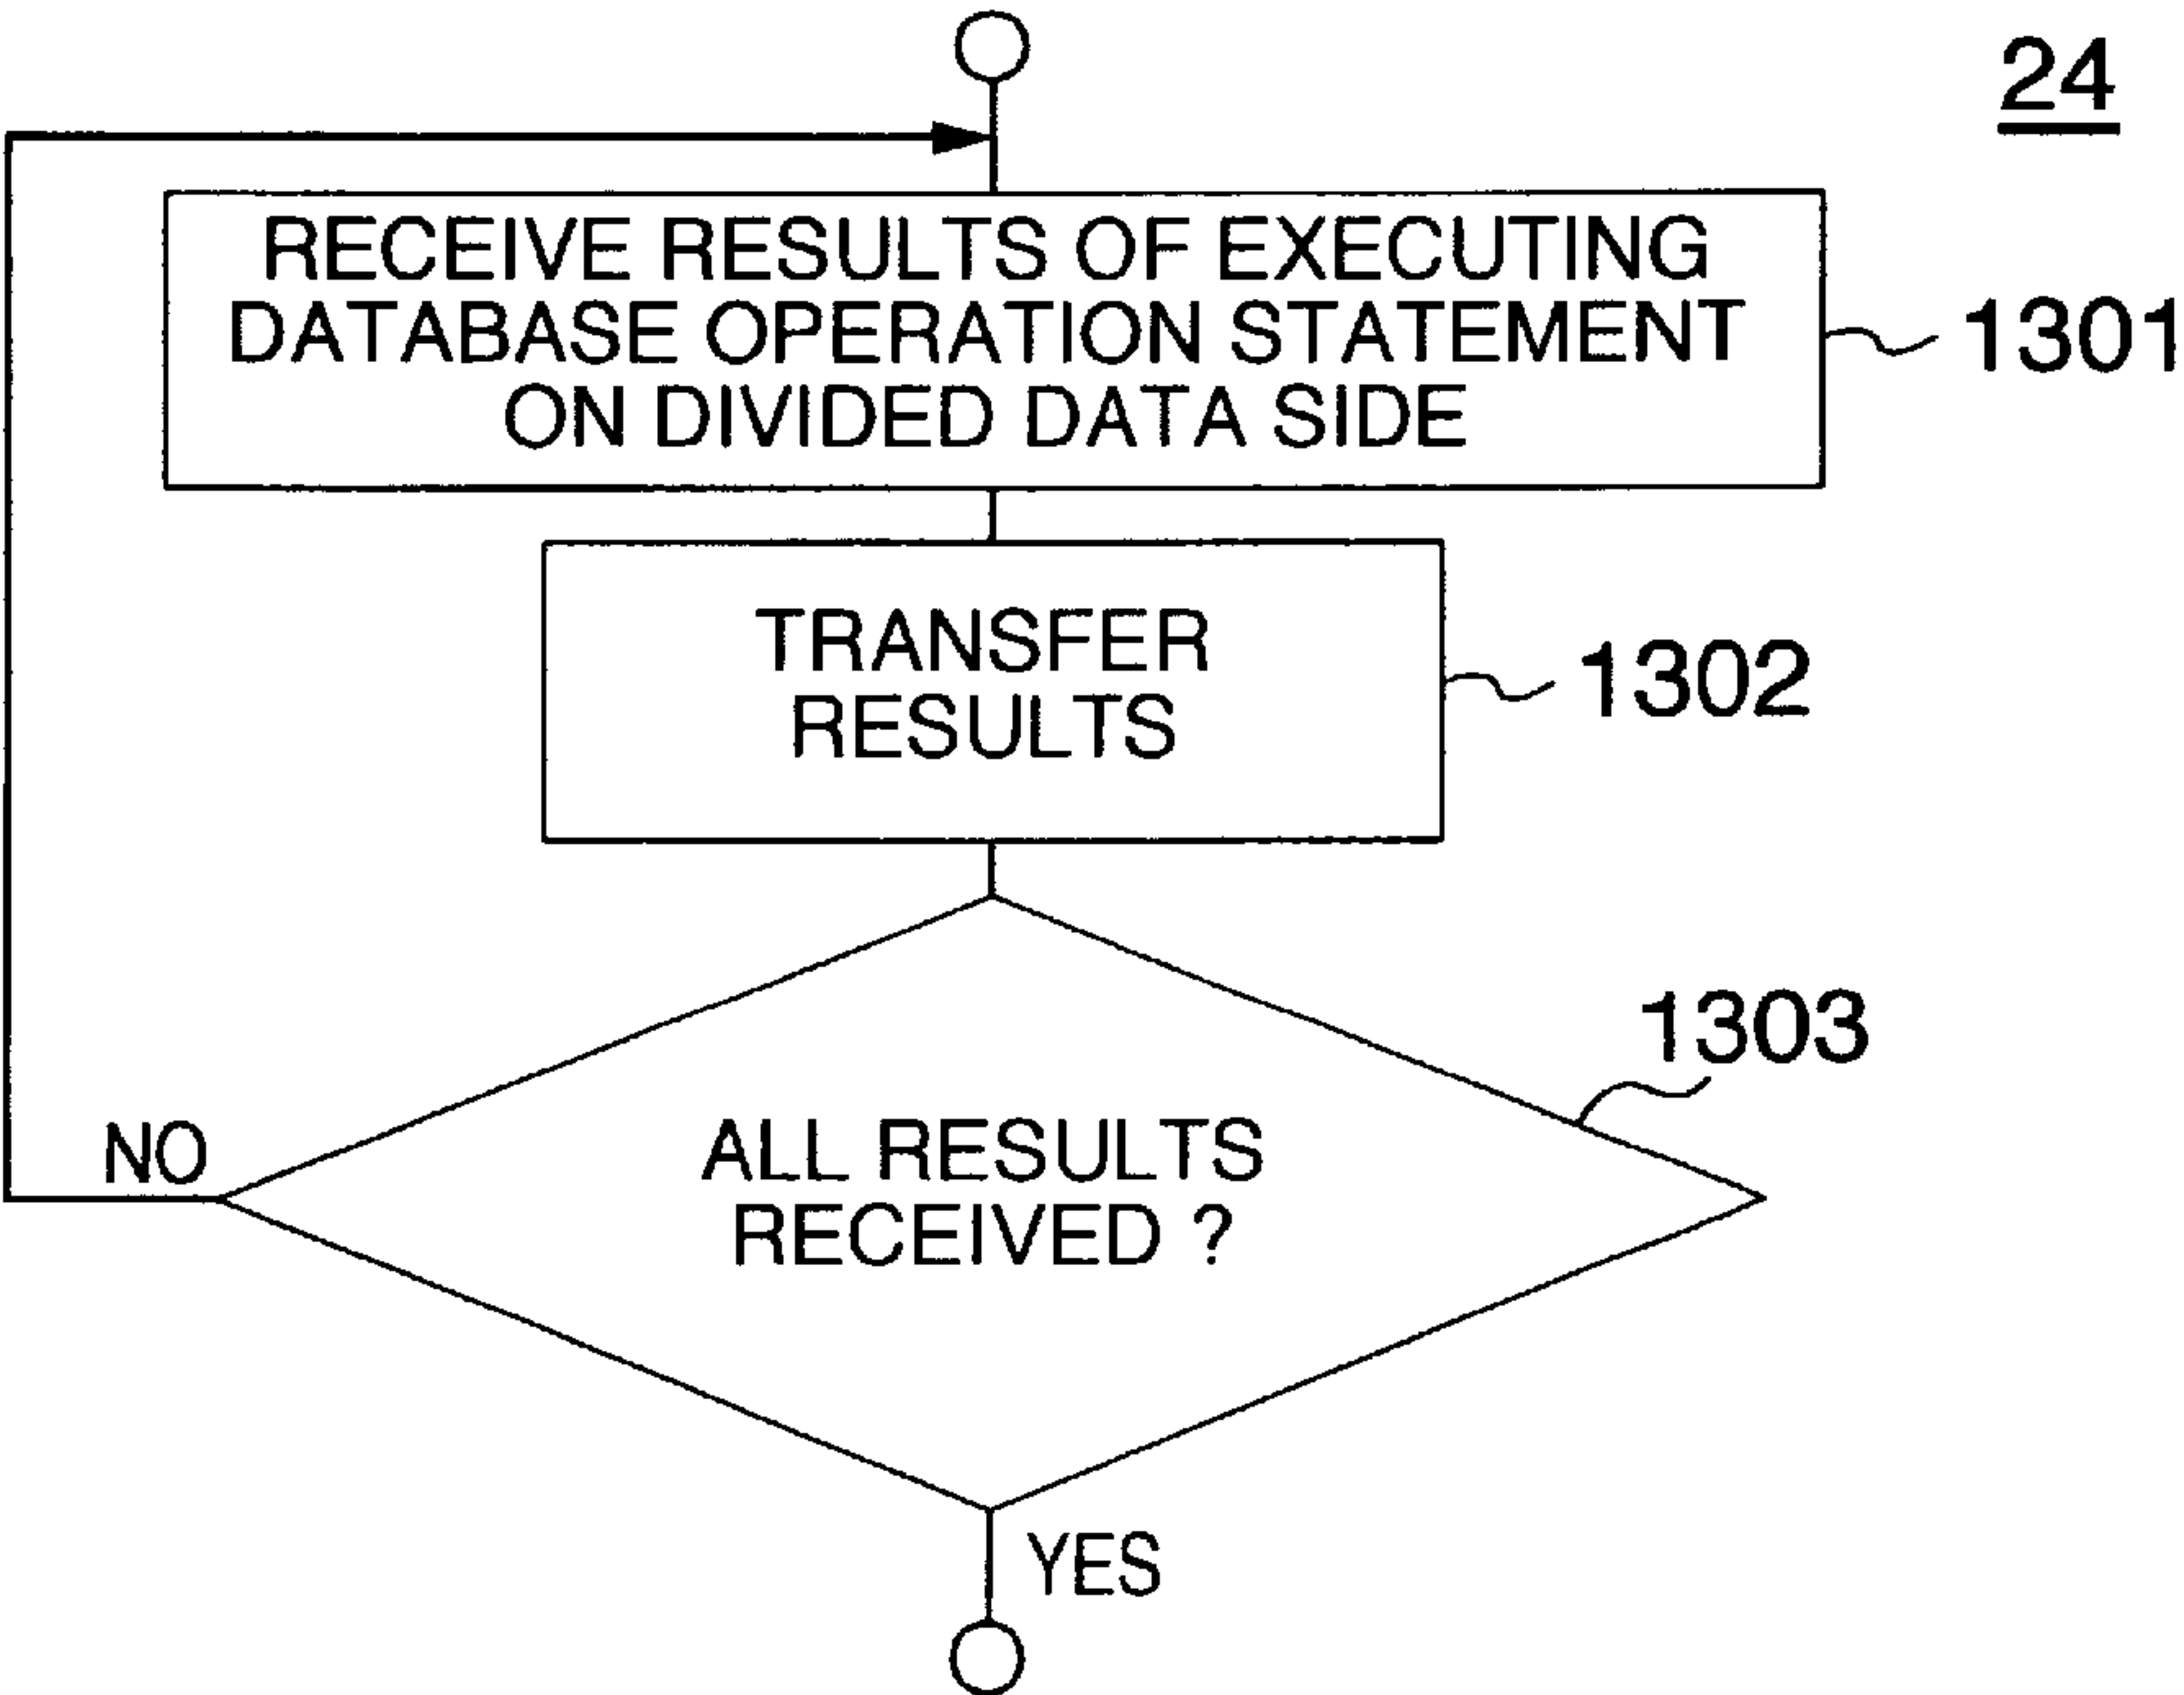 24
RECEIVE RESULTS OF EXECUTING
DATABASE OPERATION STATEMENT
ON DIVIDED DATA SIDE
1301
TRANSFER
RESULTS
1302
1303
ALL RESULTS
RECEIVED ?
NO
YES